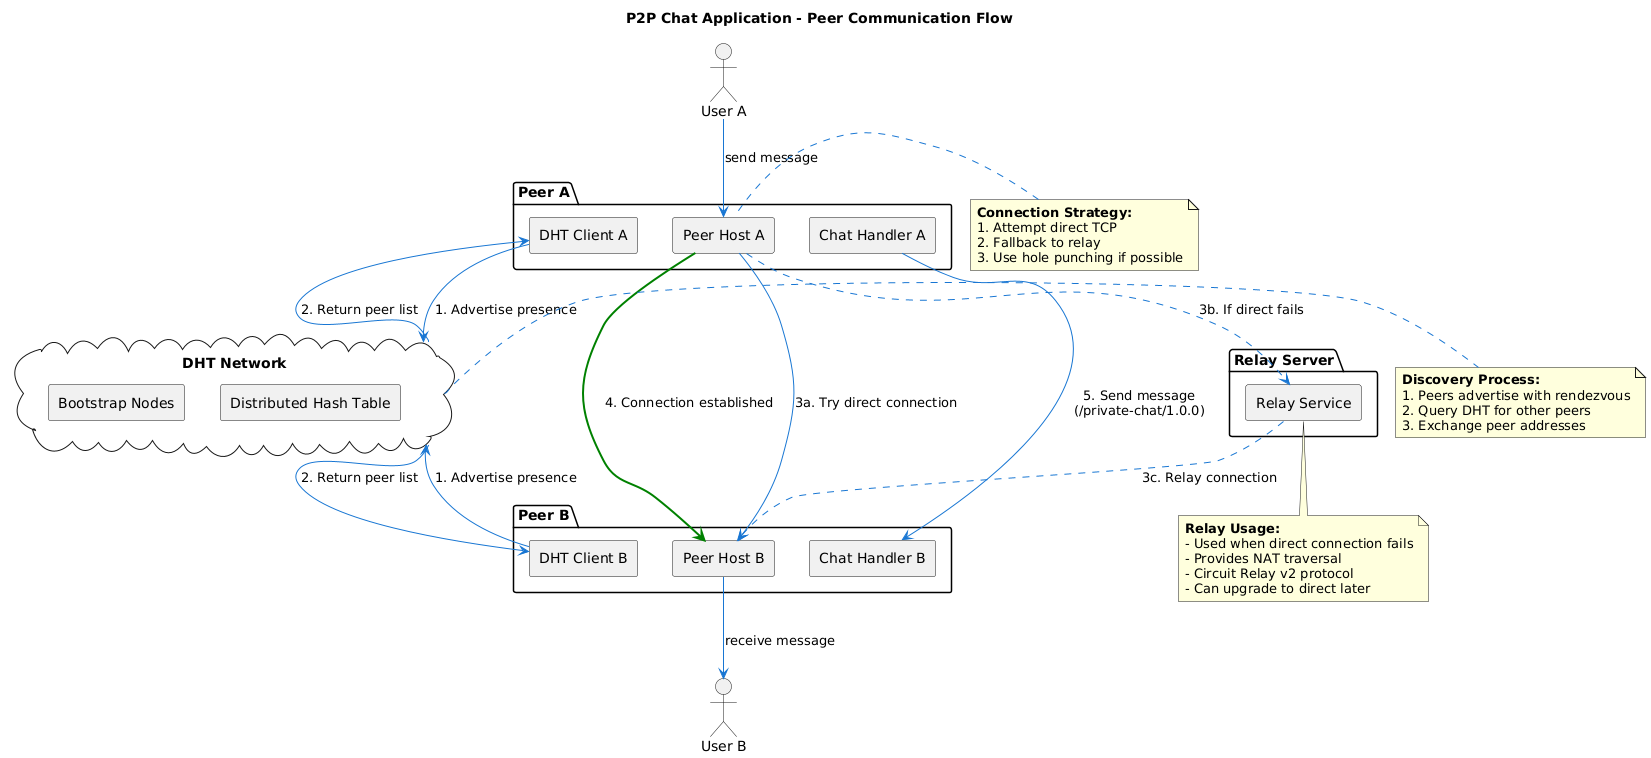 P2P Chat Application - Peer Communication Flow
User A
send message
Peer A
DHT Client A
Peer Host A
Chat Handler A
Connection Strategy:
1. Attempt direct TCP
2. Fallback to relay
3. Use hole punching if possible
2. Return peer list
1. Advertise presence
3b. If direct fails
DHT Network
Bootstrap Nodes
Distributed Hash Table
4. Connection established
3a. Try direct connection
5. Send message
(/private-chat/1.0.0)
Relay Server
Relay Service
Discovery Process:
1. Peers advertise with rendezvous
2. Query DHT for other peers
3. Exchange peer addresses
2. Return peer list
1. Advertise presence
3c. Relay connection
Peer B
DHT Client B
Peer Host B
Chat Handler B
Relay Usage:
- Used when direct connection fails
- Provides NAT traversal
- Circuit Relay v2 protocol
- Can upgrade to direct later
receive message
User B